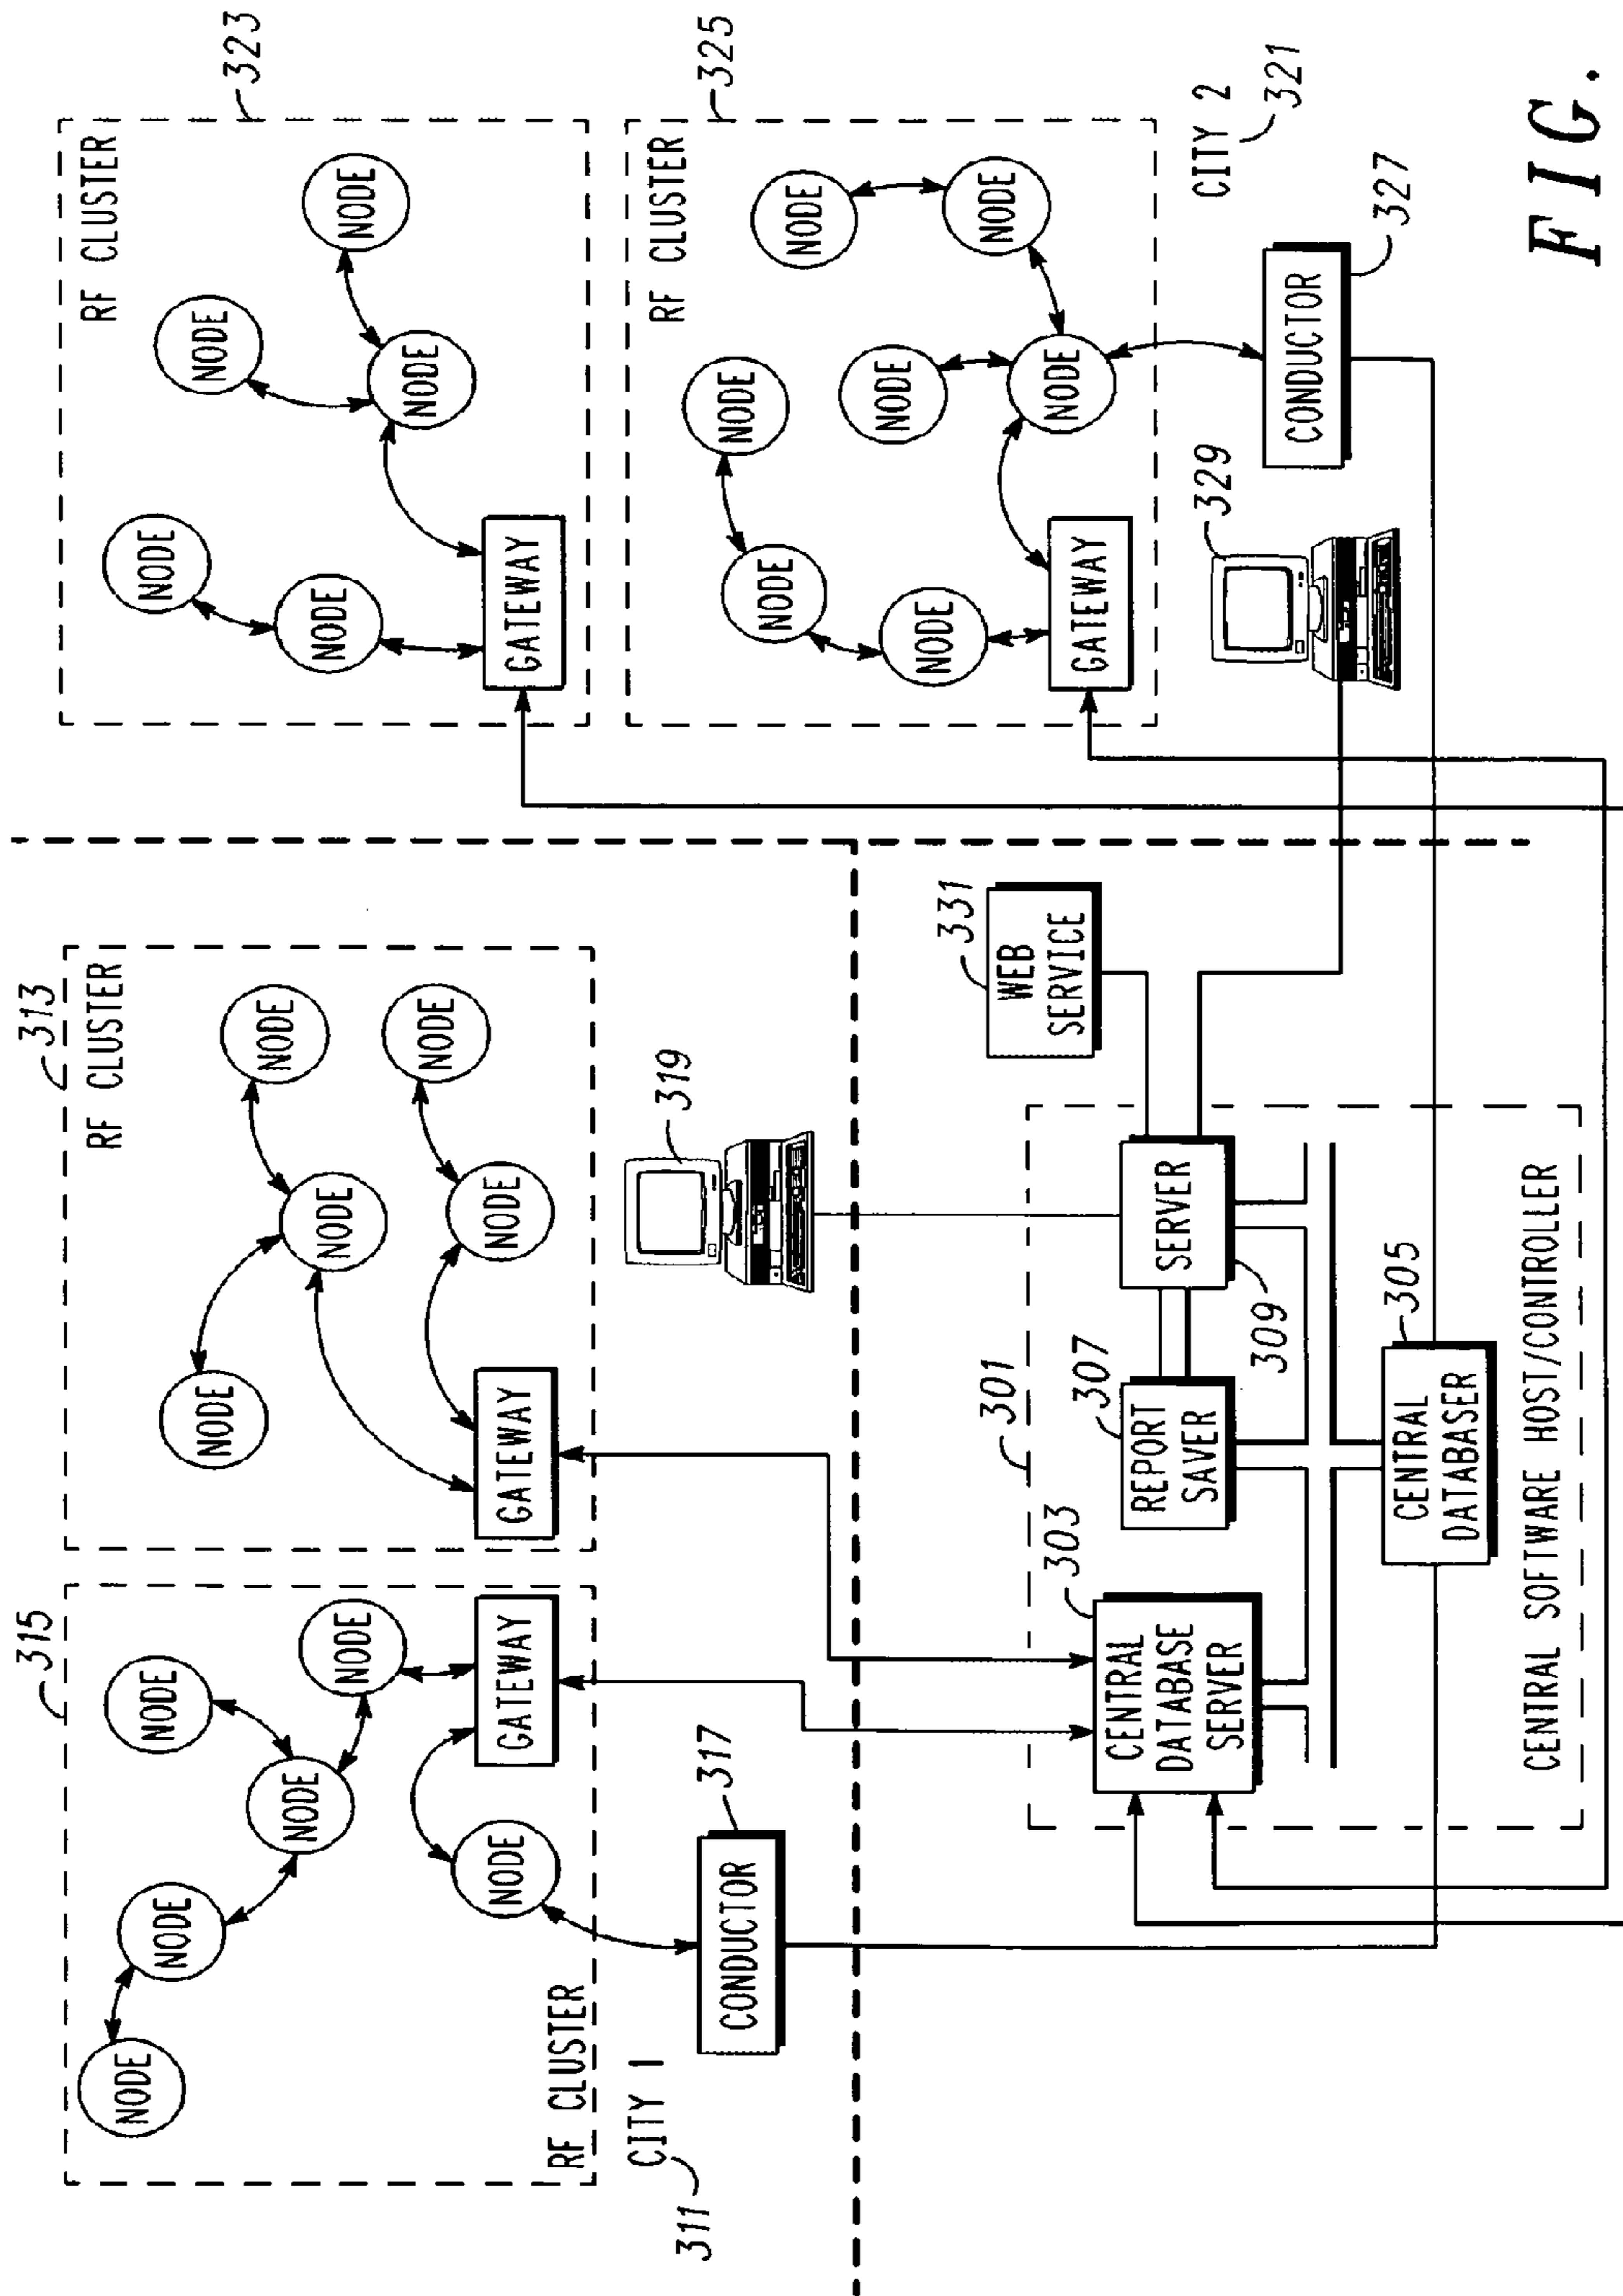 315
NODE
NODE
NODE
NODE
NODE
NODE
GATEWAY
RF CLUSTER
CITY 1
311
CONDUCTOR
317
313
RF CLUSTER
NODE
NODE
NODE
NODE
NODE
GATEWAY
319
RF CLUSTER
323
NODE
NODE
NODE
NODE
NODE
GATEWAY
RF CLUSTER
325
NODE
NODE
NODE
NODE
NODE
NODE
NODE
GATEWAY
CITY 2
321
CONDUCTOR
327
329
WEB
SERVICE
331
301
303
CENTRAL
DATABASE
SERVER
307
REPORT
SAVER
SERVER
309
CENTRAL
DATABASER
305
CENTRAL SOFTWARE HOST/CONTROLLER
FIG.